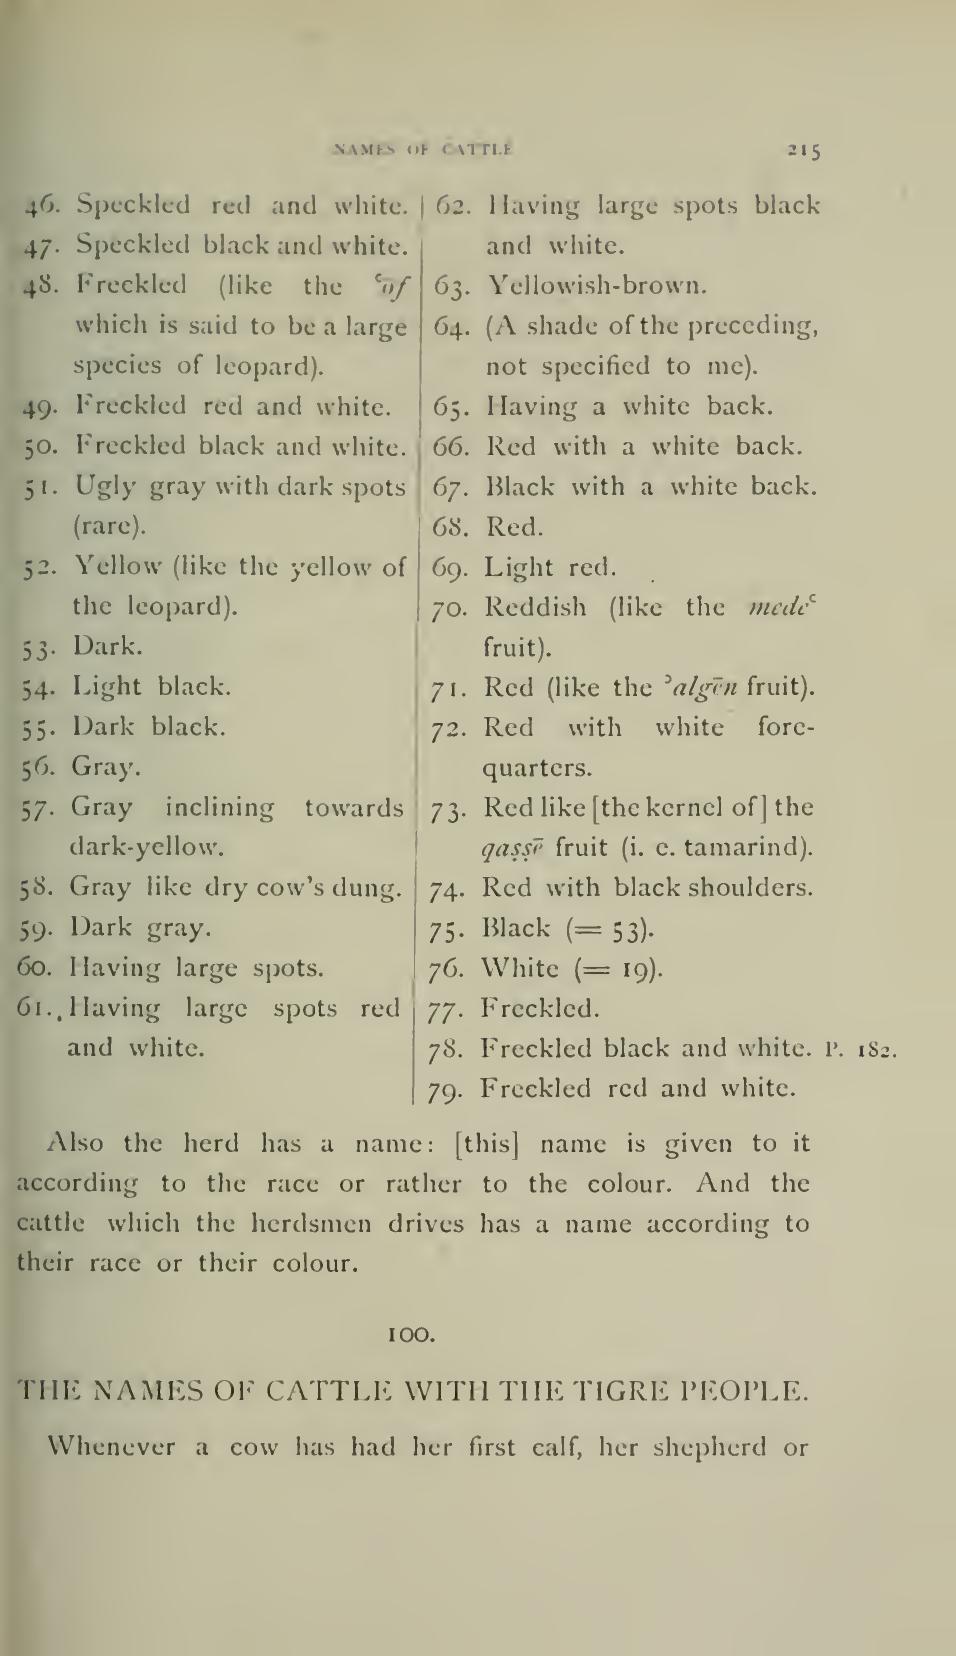 NAMES OF CATTLE 215
46. Speckled red and white.
47. Speckled black and white.
48. Freckled (like the ʿōf
which is said to be a large
species of leopard).
49. Freckled red and white.
50. Freckled black and white.
51. Ugly gray with dark spots
(rare).
52. Yellow (like the yellow of
the leopard).
53. Dark.
54. Light black.
55. Dark black.
56. Gray.
57. Gray inclining towards
dark-yellow.
58. Gray like dry cow's dung.
59. Dark gray.
60. Having large spots.
61. Having large spots red
and white.
62. Having large spots black
and white.
63. Yellowish-brown.
64. (A shade of the preceding,
not specified to me).
65. Having a white back.
66. Red with a white back.
67. Black with a white back.
68. Red.
69. Light red.
70. Reddish (like the medeʿ
fruit).
71. Red (like the ʾalgēn fruit).
72. Red with white fore-
quarters.
73. Red like [the kernel of] the
qaṣṣē fruit (i. e. tamarind).
74. Red with black shoulders.
75. Black (= 53).
76. White (= 19).
77. Freckled.
78. Freckled black and white. P. 182.
79. Freckled red and white.
Also the herd has a name: [this] name is given to it
according to the race or rather to the colour. And the
cattle which the herdsmen drives has a name according to
their race or their colour.
100.
THE NAMES OF CATTLE WITH THE TIGRE PEOPLE.
Whenever a cow has had her first calf, her shepherd or